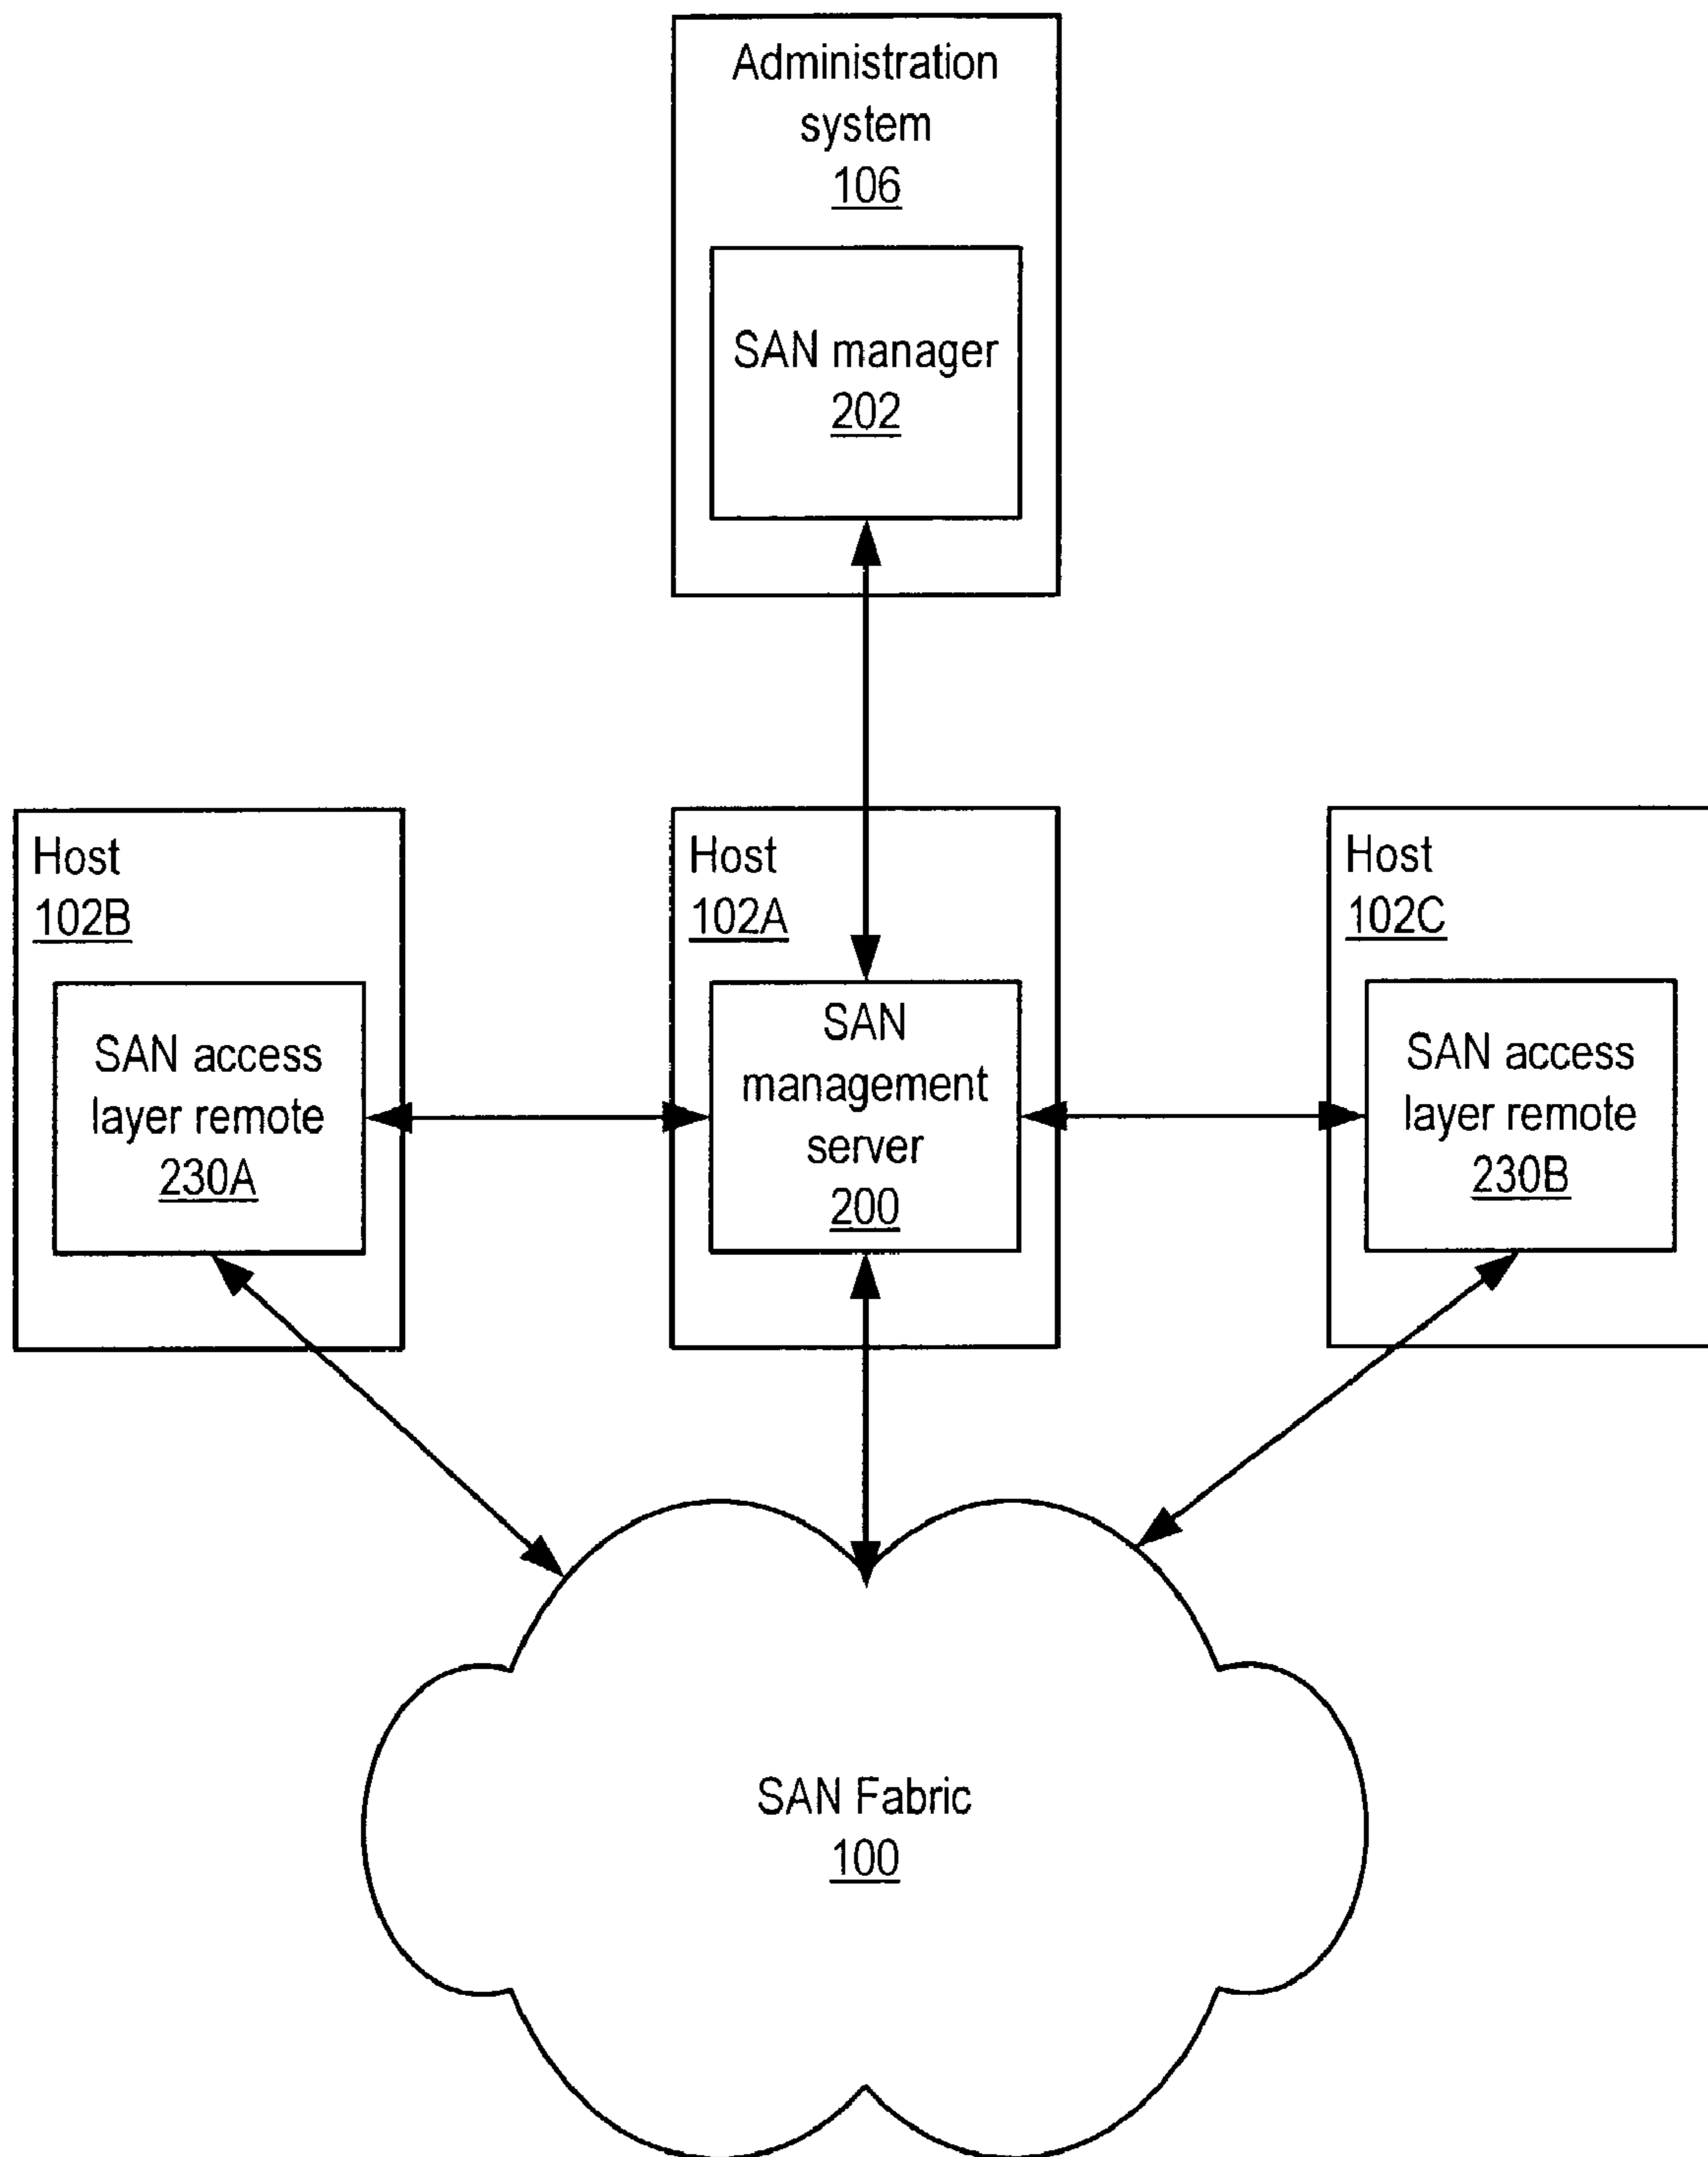 Administration
system
106
SAN manager
202
Host
102B
SAN access
layer remote
230A
Host
102A
SAN
management
server
200
Host
102C
SAN access
layer remote
230B
SAN Fabric
100